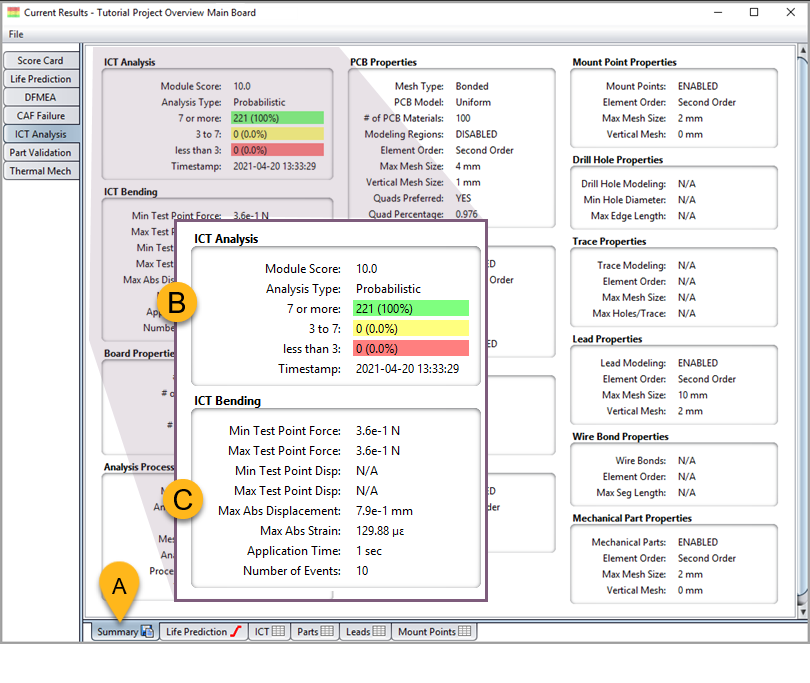 Current Results - Tutorial Project Overview Main Board
File
Score Card
Life Prediction
DFMEA
CAF Failure
ICT Analysis
Part Validation
Thermal Mech
ICT Analysis
Module Score: 10.0
Analysis Type: Probabilistic
7 or more: 221 (100%)
3 to 7: 0 (0.0%)
less than 3: 0 (0.0%)
Timestamp: 2021-04-20 13:33:29
ICT Bending
Min Test Point Force: 3.6e-1 N
Max Test
Min Test
Max Test
Max Abs
Number
Board Properties
# o
#
Analysis Process
PCB Properties
Mesh Type: Bonded
PCB Model: Uniform
# of PCB Materials: 100
Modeling Regions: DISABLED
Element Order: Second Order
Max Mesh Size: 4 mm
Vertical Mesh Size: 1 mm
Quads Preferred: YES
Quad Percentage: 0.976
ED
Order
ED
ED
der
Mount Point Properties
Mount Points: ENABLED
Element Order: Second Order
Max Mesh Size: 2 mm
Vertical Mesh: 0 mm
Drill Hole Properties
Drill Hole Modeling: N/A
Min Hole Diameter: N/A
Max Edge Length: N/A
Trace Properties
Trace Modeling: N/A
Element Order: N/A
Max Mesh Size: N/A
Max Holes/Trace: N/A
Lead Properties
Lead Modeling: ENABLED
Element Order: Second Order
Max Mesh Size: 10 mm
Vertical Mesh: 2 mm
Wire Bond Properties
Wire Bonds: N/A
Element Order: N/A
Max Seg Length: N/A
Mechanical Part Properties
Mechanical Parts: ENABLED
Element Order: Second Order
Max Mesh Size: 2 mm
Vertical Mesh: 0 mm
B
ICT Analysis
Module Score: 10.0
Analysis Type: Probabilistic
7 or more: 221 (100%)
3 to 7: 0 (0.0%)
less than 3: 0 (0.0%)
Timestamp: 2021-04-20 13:33:29
C
ICT Bending
Min Test Point Force: 3.6e-1 N
Max Test Point Force: 3.6e-1 N
Min Test Point Disp: N/A
Max Test Point Disp: N/A
Max Abs Displacement: 7.9e-1 mm
Max Abs Strain: 129.88 με
Application Time: 1 sec
Number of Events: 10
A
Summary
Life Prediction
ICT
Parts
Leads
Mount Points